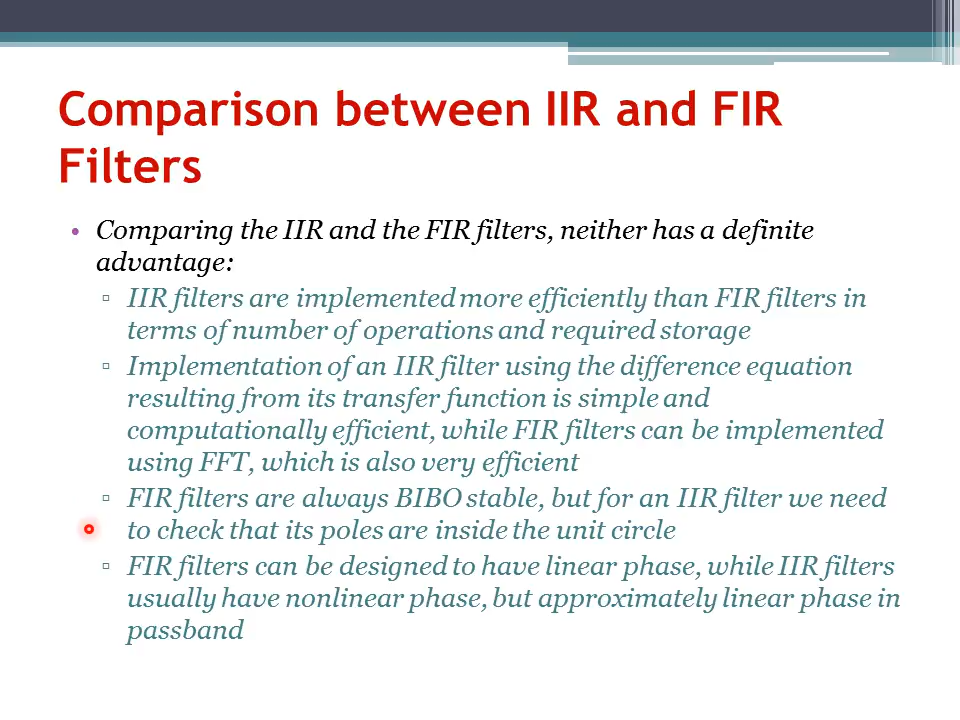 Comparison between IIR and FIR
Filters
• Comparing the IIR and the FIR filters, neither has a definite
advantage:
▫ IIR filters are implemented more efficiently than FIR filters in
terms of number of operations and required storage
▫ Implementation of an IIR filter using the difference equation
resulting from its transfer function is simple and
computationally efficient, while FIR filters can be implemented
using FFT, which is also very efficient
▫ FIR filters are always BIBO stable, but for an IIR filter we need
to check that its poles are inside the unit circle
▫ FIR filters can be designed to have linear phase, while IIR filters
usually have nonlinear phase, but approximately linear phase in
passband